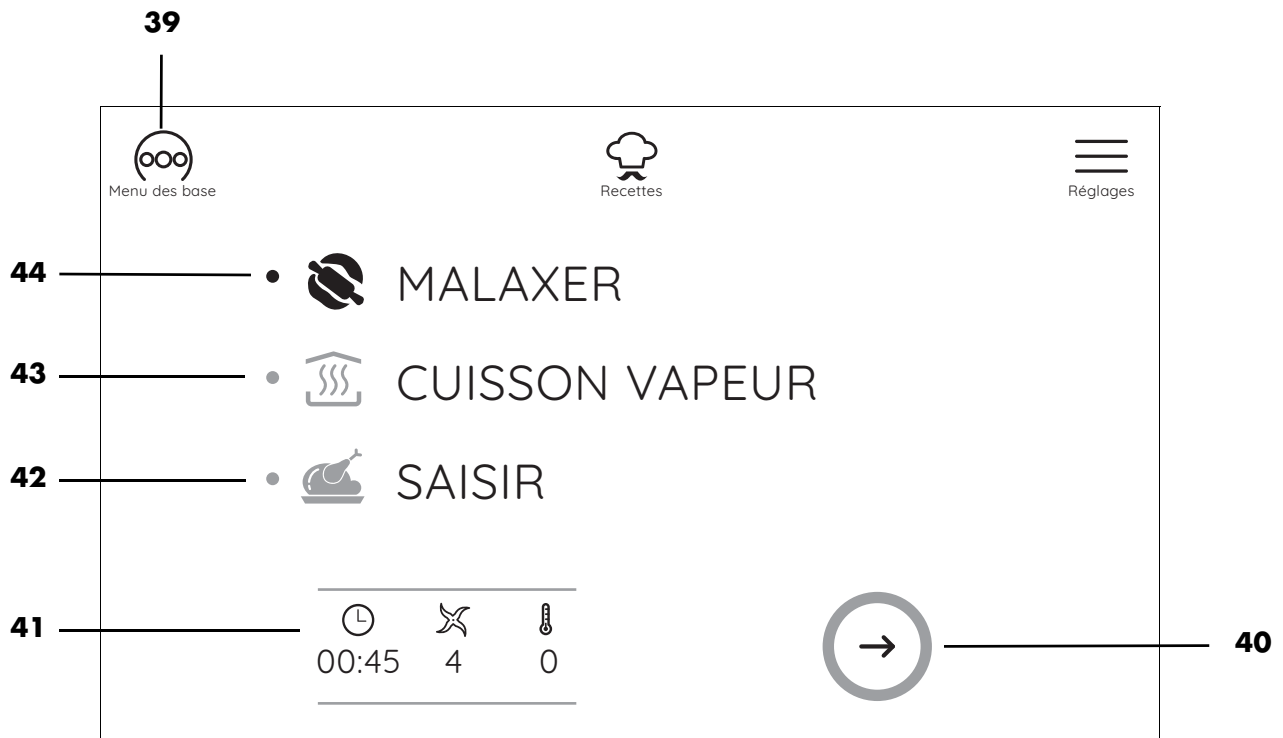 39
Menu des base
Recettes
Réglages
44
MALAXER
43
CUISSON VAPEUR
42
SAISIR
41
00:45 4 0
40